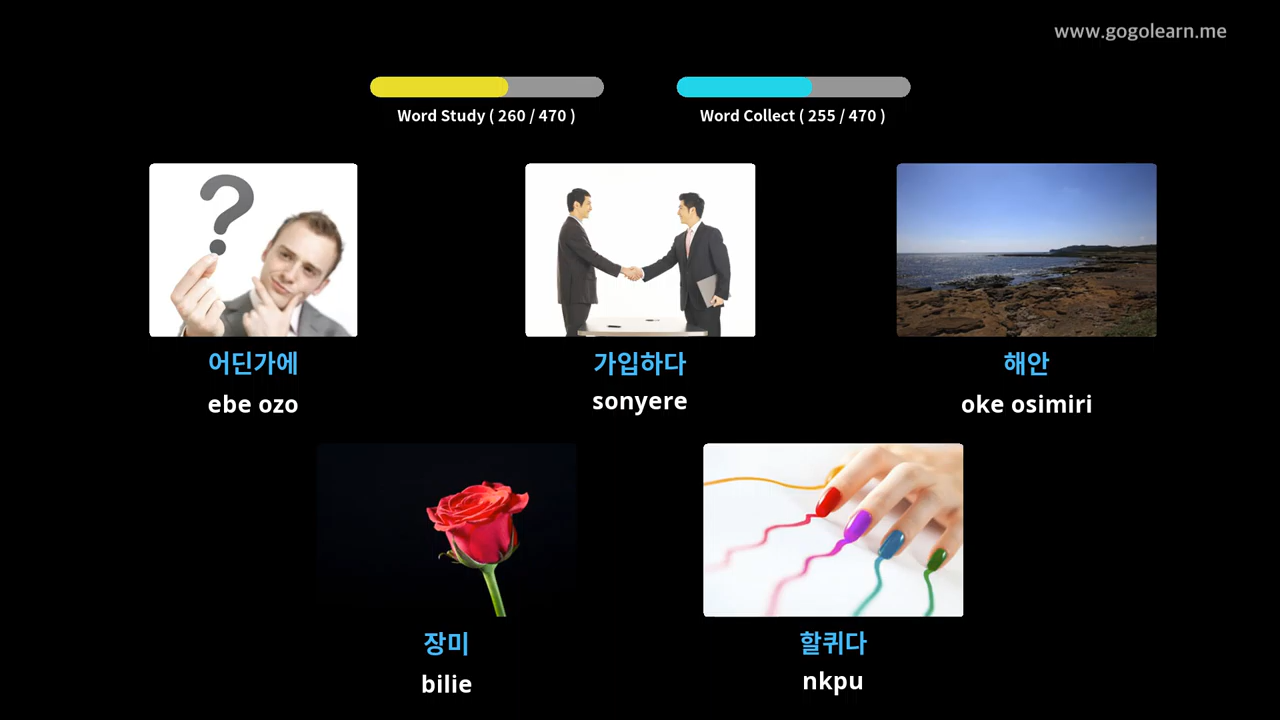 www.gogolearn.me
Word Study ( 260 / 470 )
Word Collect ( 255 / 470 )
어딘가에
ebe ozo
가입하다
sonyere
해안
oke osimiri
장미
bilie
할퀴다
nkpu